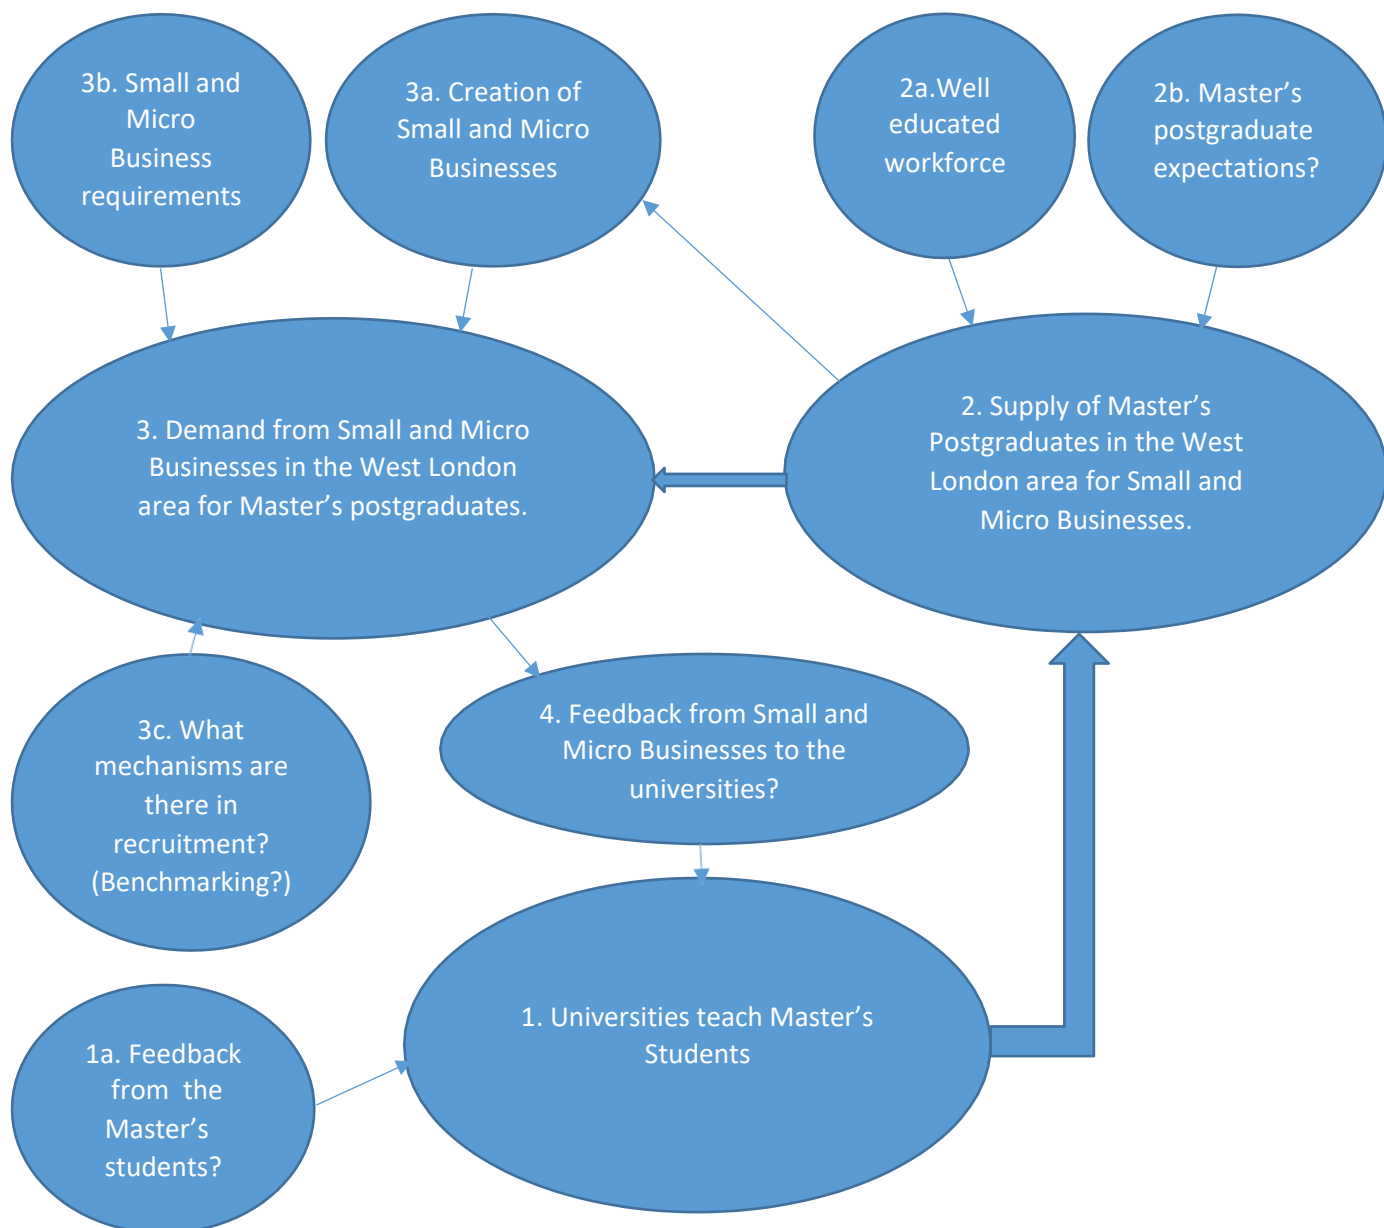 3b. Small and
Micro
Business
requirements
3a. Creation of
Small and Micro
Businesses
2a.Well
educated
workforce
2b. Master’s
postgraduate
expectations?
3. Demand from Small and Micro
Businesses in the West London
area for Master’s postgraduates.
2. Supply of Master’s
Postgraduates in the West
London area for Small and
Micro Businesses.
3c. What
mechanisms are
there in
recruitment?
(Benchmarking?)
4. Feedback from Small and
Micro Businesses to the
universities?
1. Universities teach Master’s
Students
1a. Feedback
from the
Master’s
students?